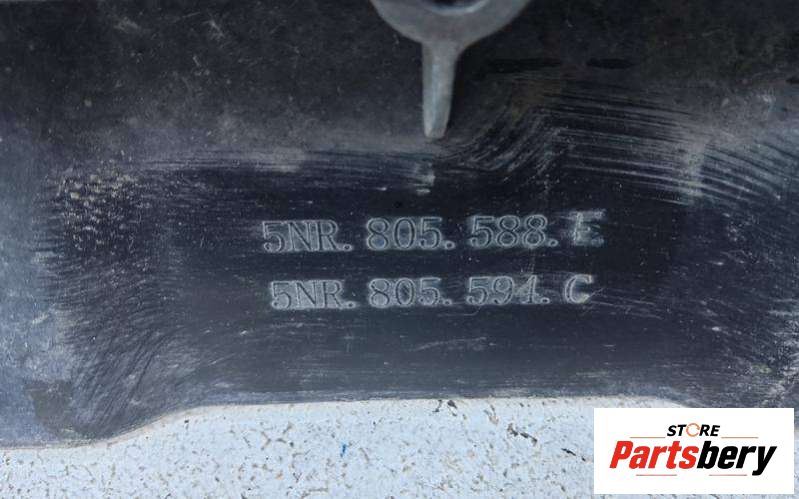 5NR. 805. 588. E
5NR. 805. 594. C
STORE
Partsbery